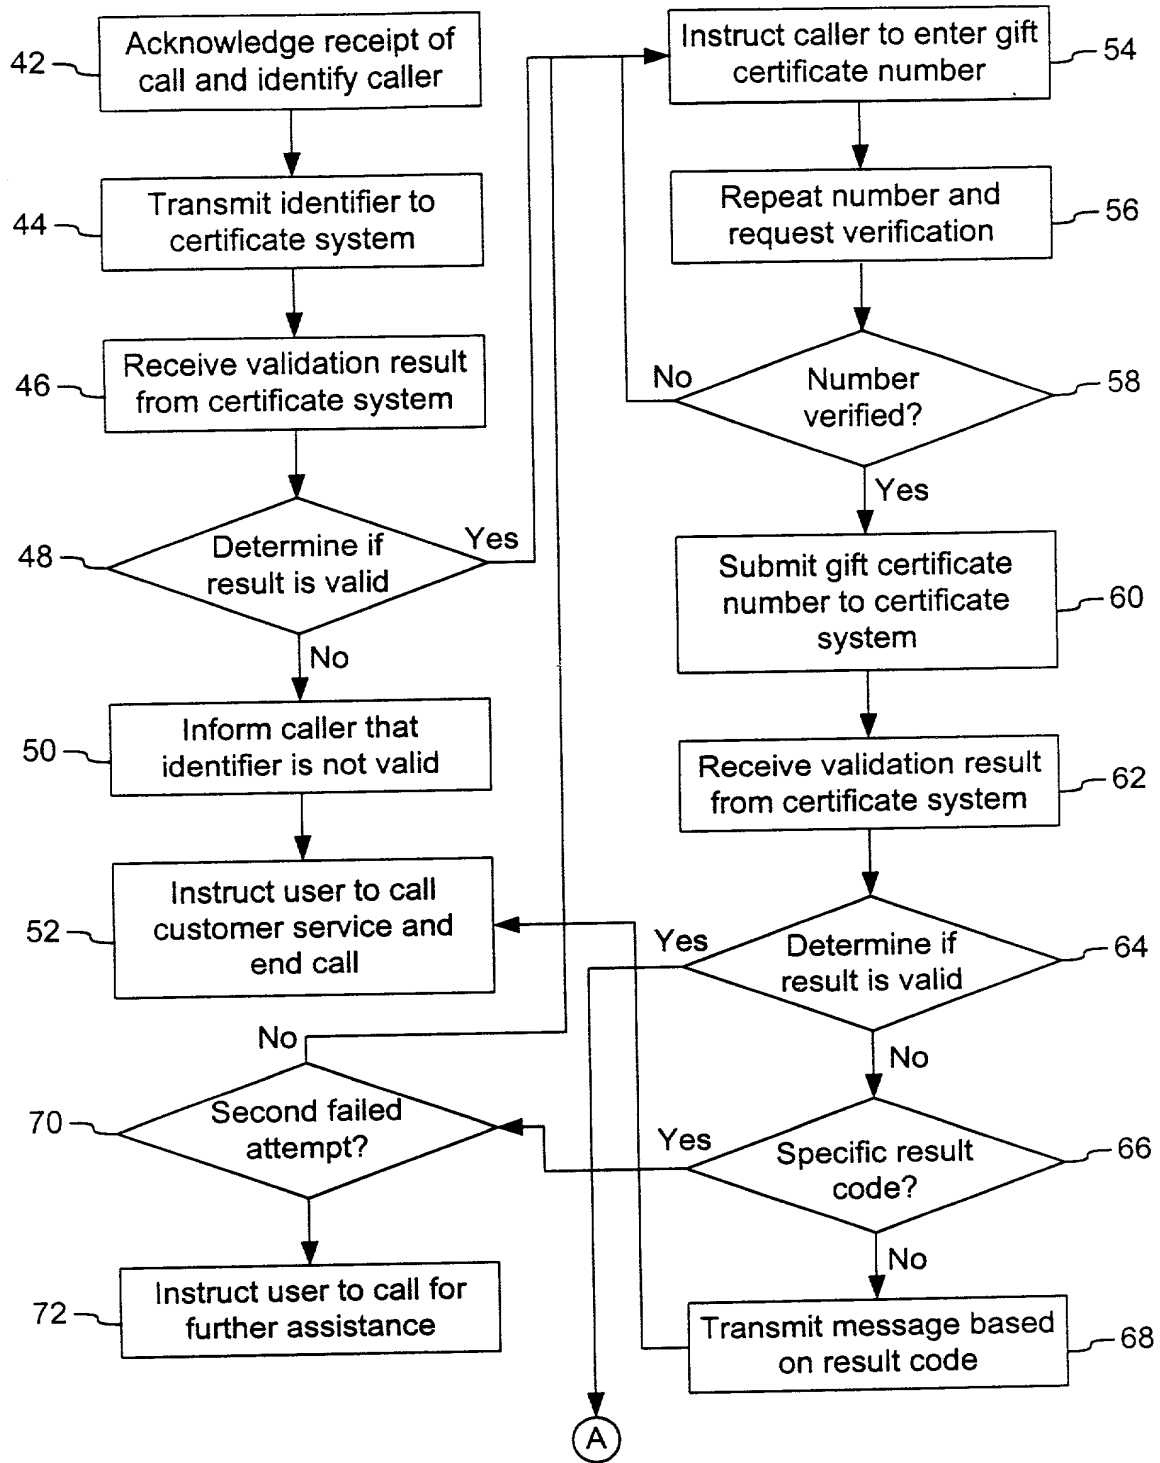 42
Acknowledge receipt of
call and identify caller
44
Transmit identifier to
certificate system
46
Receive validation result
from certificate system
48
Determine if
result is valid
Yes
No
50
Inform caller that
identifier is not valid
52
Instruct user to call
customer service and
end call
No
70
Second failed
attempt?
72
Instruct user to call for
further assistance
Instruct caller to enter gift
certificate number
54
Repeat number and
request verification
56
No
Number
verified?
58
Yes
Submit gift certificate
number to certificate
system
60
Receive validation result
from certificate system
62
Yes
Determine if
result is valid
64
No
Yes
Specific result
code?
66
No
Transmit message based
on result code
68
A